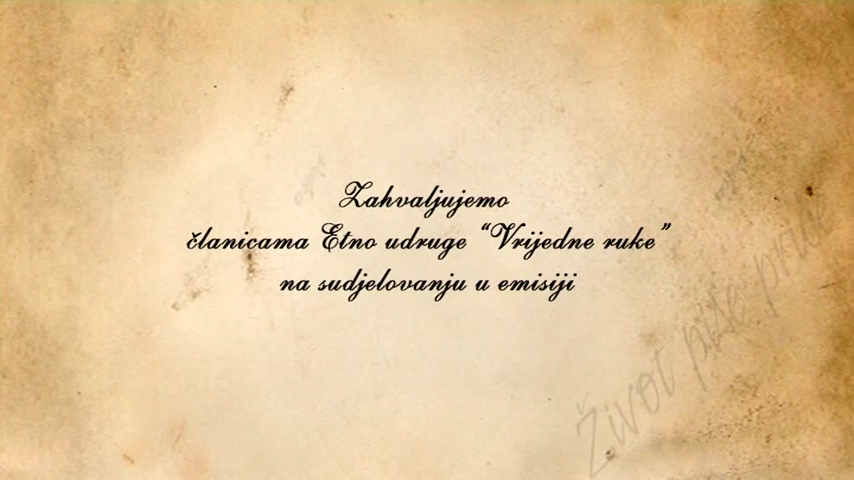 Zahvaljujemo
članicama Etno udruge “Vrijedne ruke”
na sudjelovanju u emisiji
Život piše priče